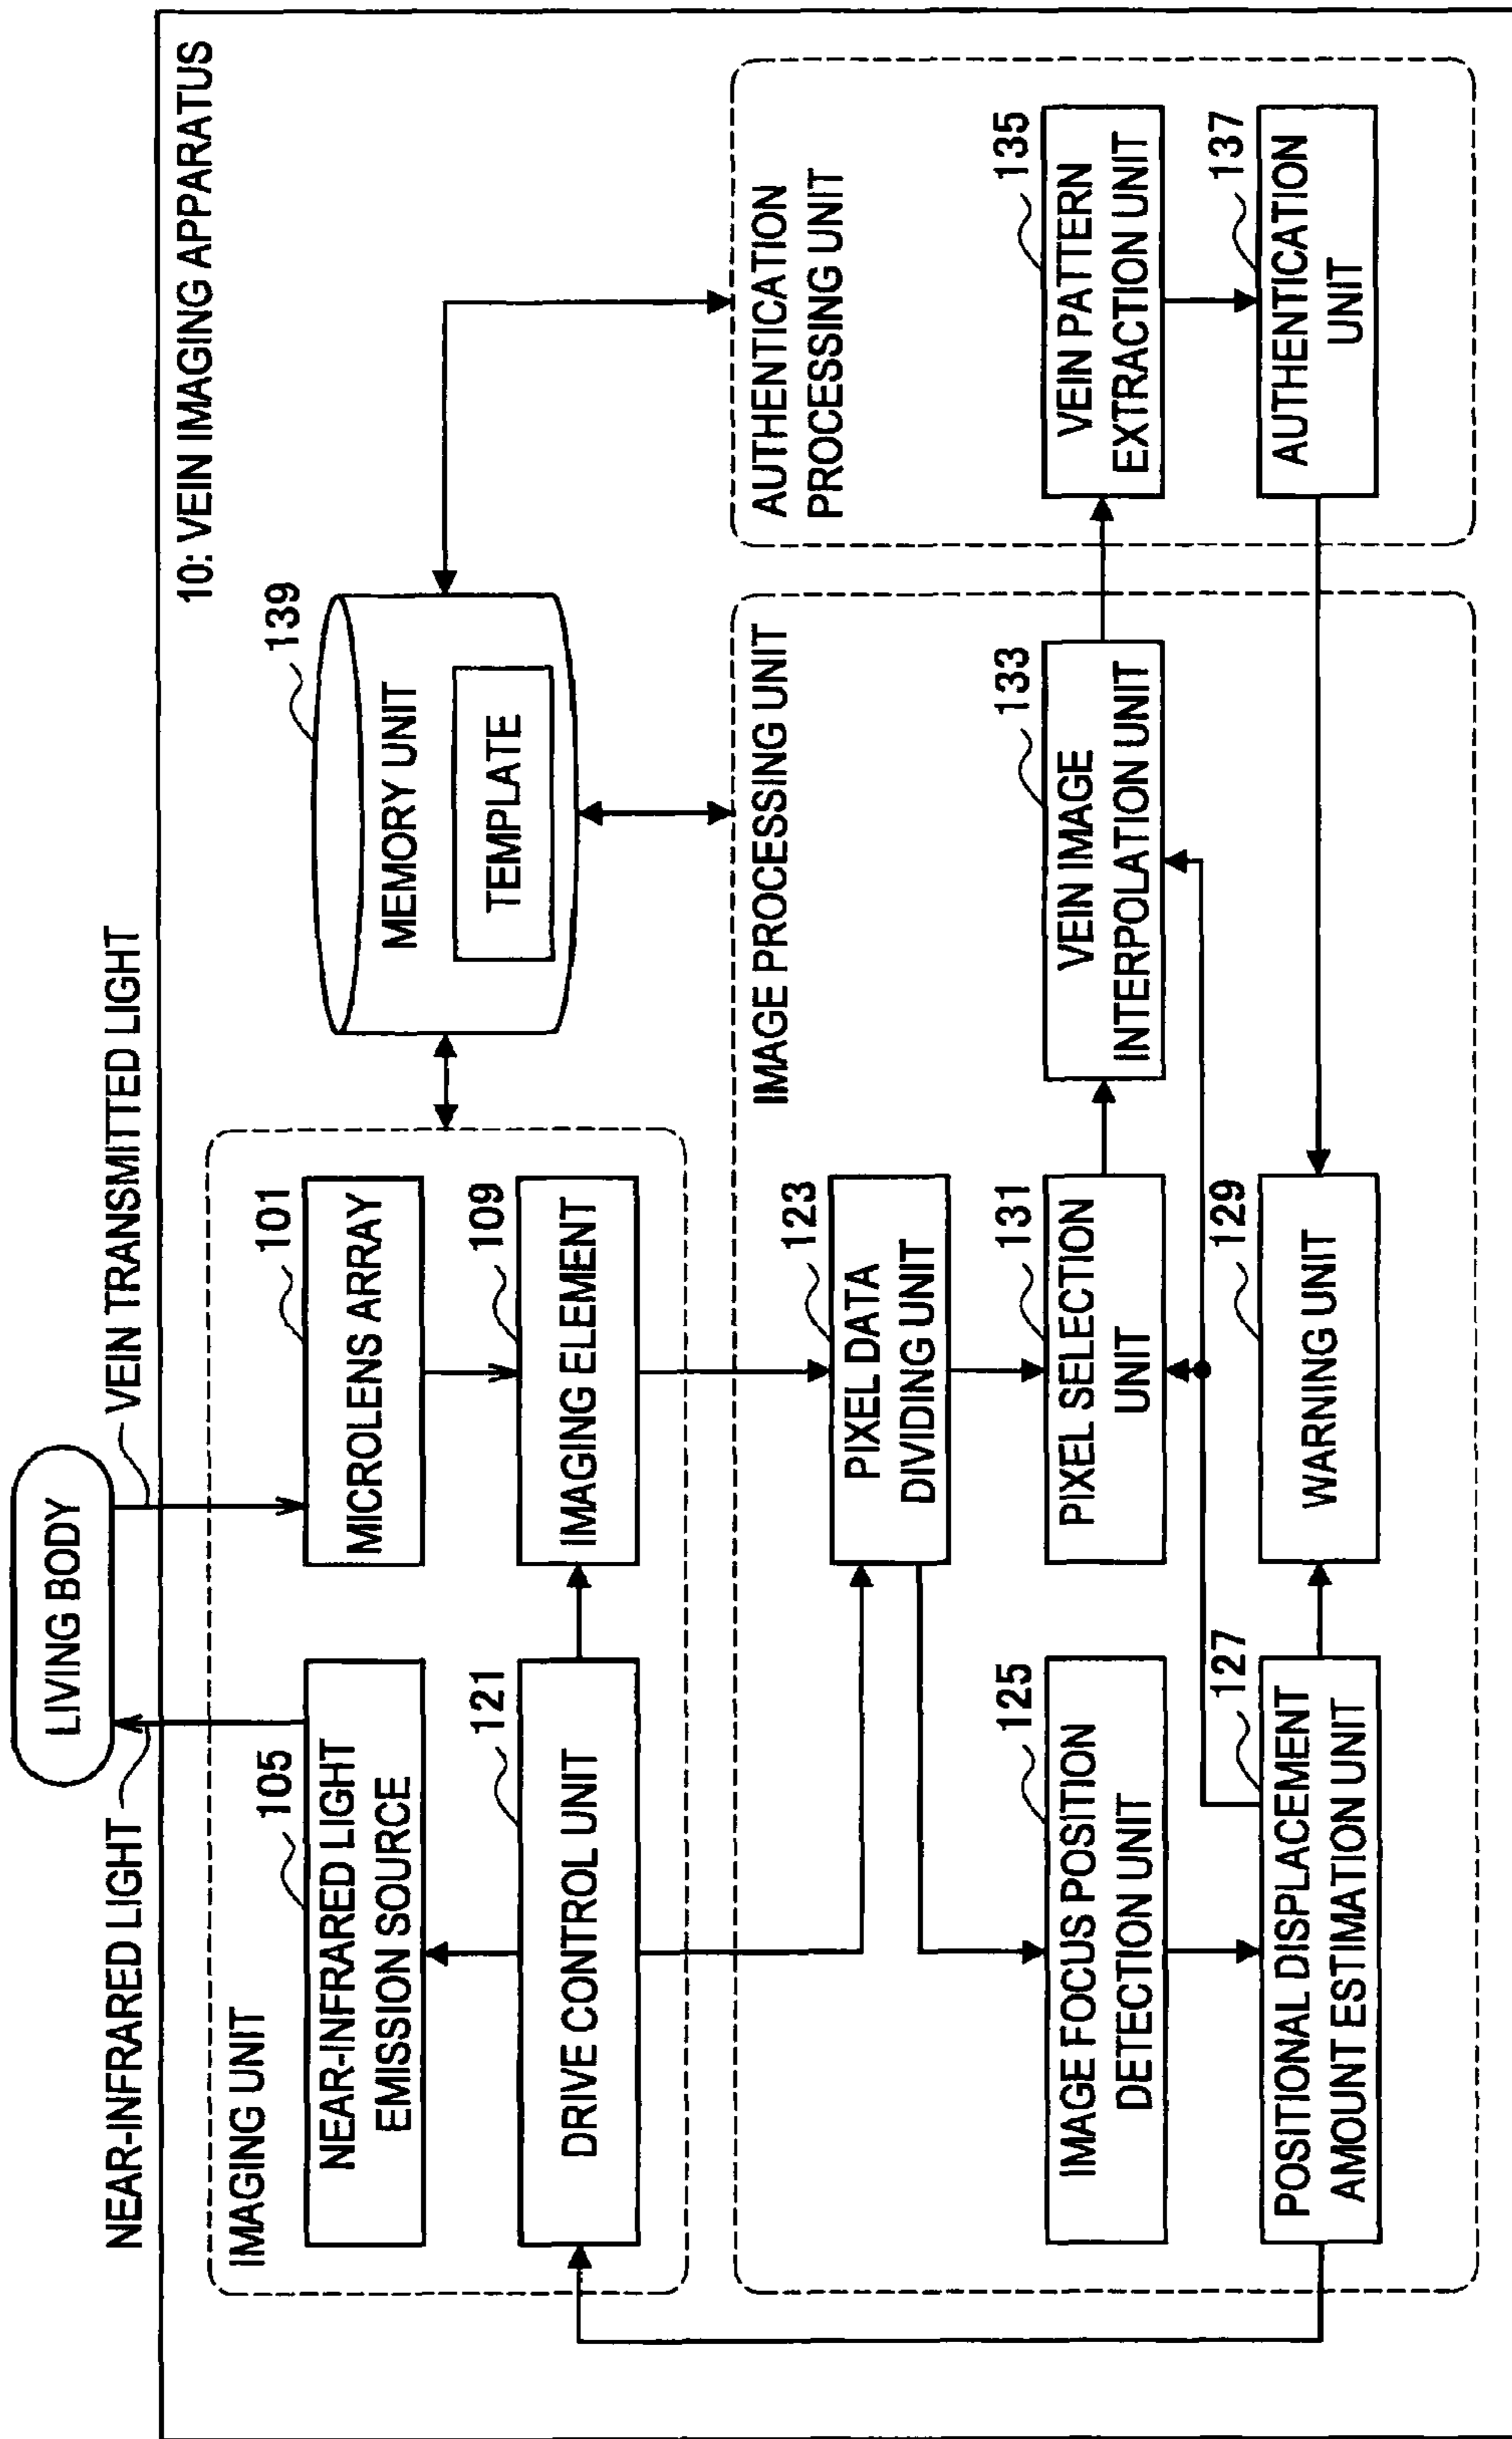 LIVING BODY
NEAR-INFRARED LIGHT
VEIN TRANSMITTED LIGHT
10: VEIN IMAGING APPARATUS
IMAGING UNIT
105
NEAR-INFRARED LIGHT
EMISSION SOURCE
101
MICROLENS ARRAY
121
DRIVE CONTROL UNIT
109
IMAGING ELEMENT
139
MEMORY UNIT
TEMPLATE
IMAGE PROCESSING UNIT
123
PIXEL DATA
DIVIDING UNIT
125
IMAGE FOCUS POSITION
DETECTION UNIT
131
PIXEL SELECTION
UNIT
133
VEIN IMAGE
INTERPOLATION UNIT
127
POSITIONAL DISPLACEMENT
AMOUNT ESTIMATION UNIT
129
WARNING UNIT
AUTHENTICATION
PROCESSING UNIT
135
VEIN PATTERN
EXTRACTION UNIT
137
AUTHENTICATION
UNIT